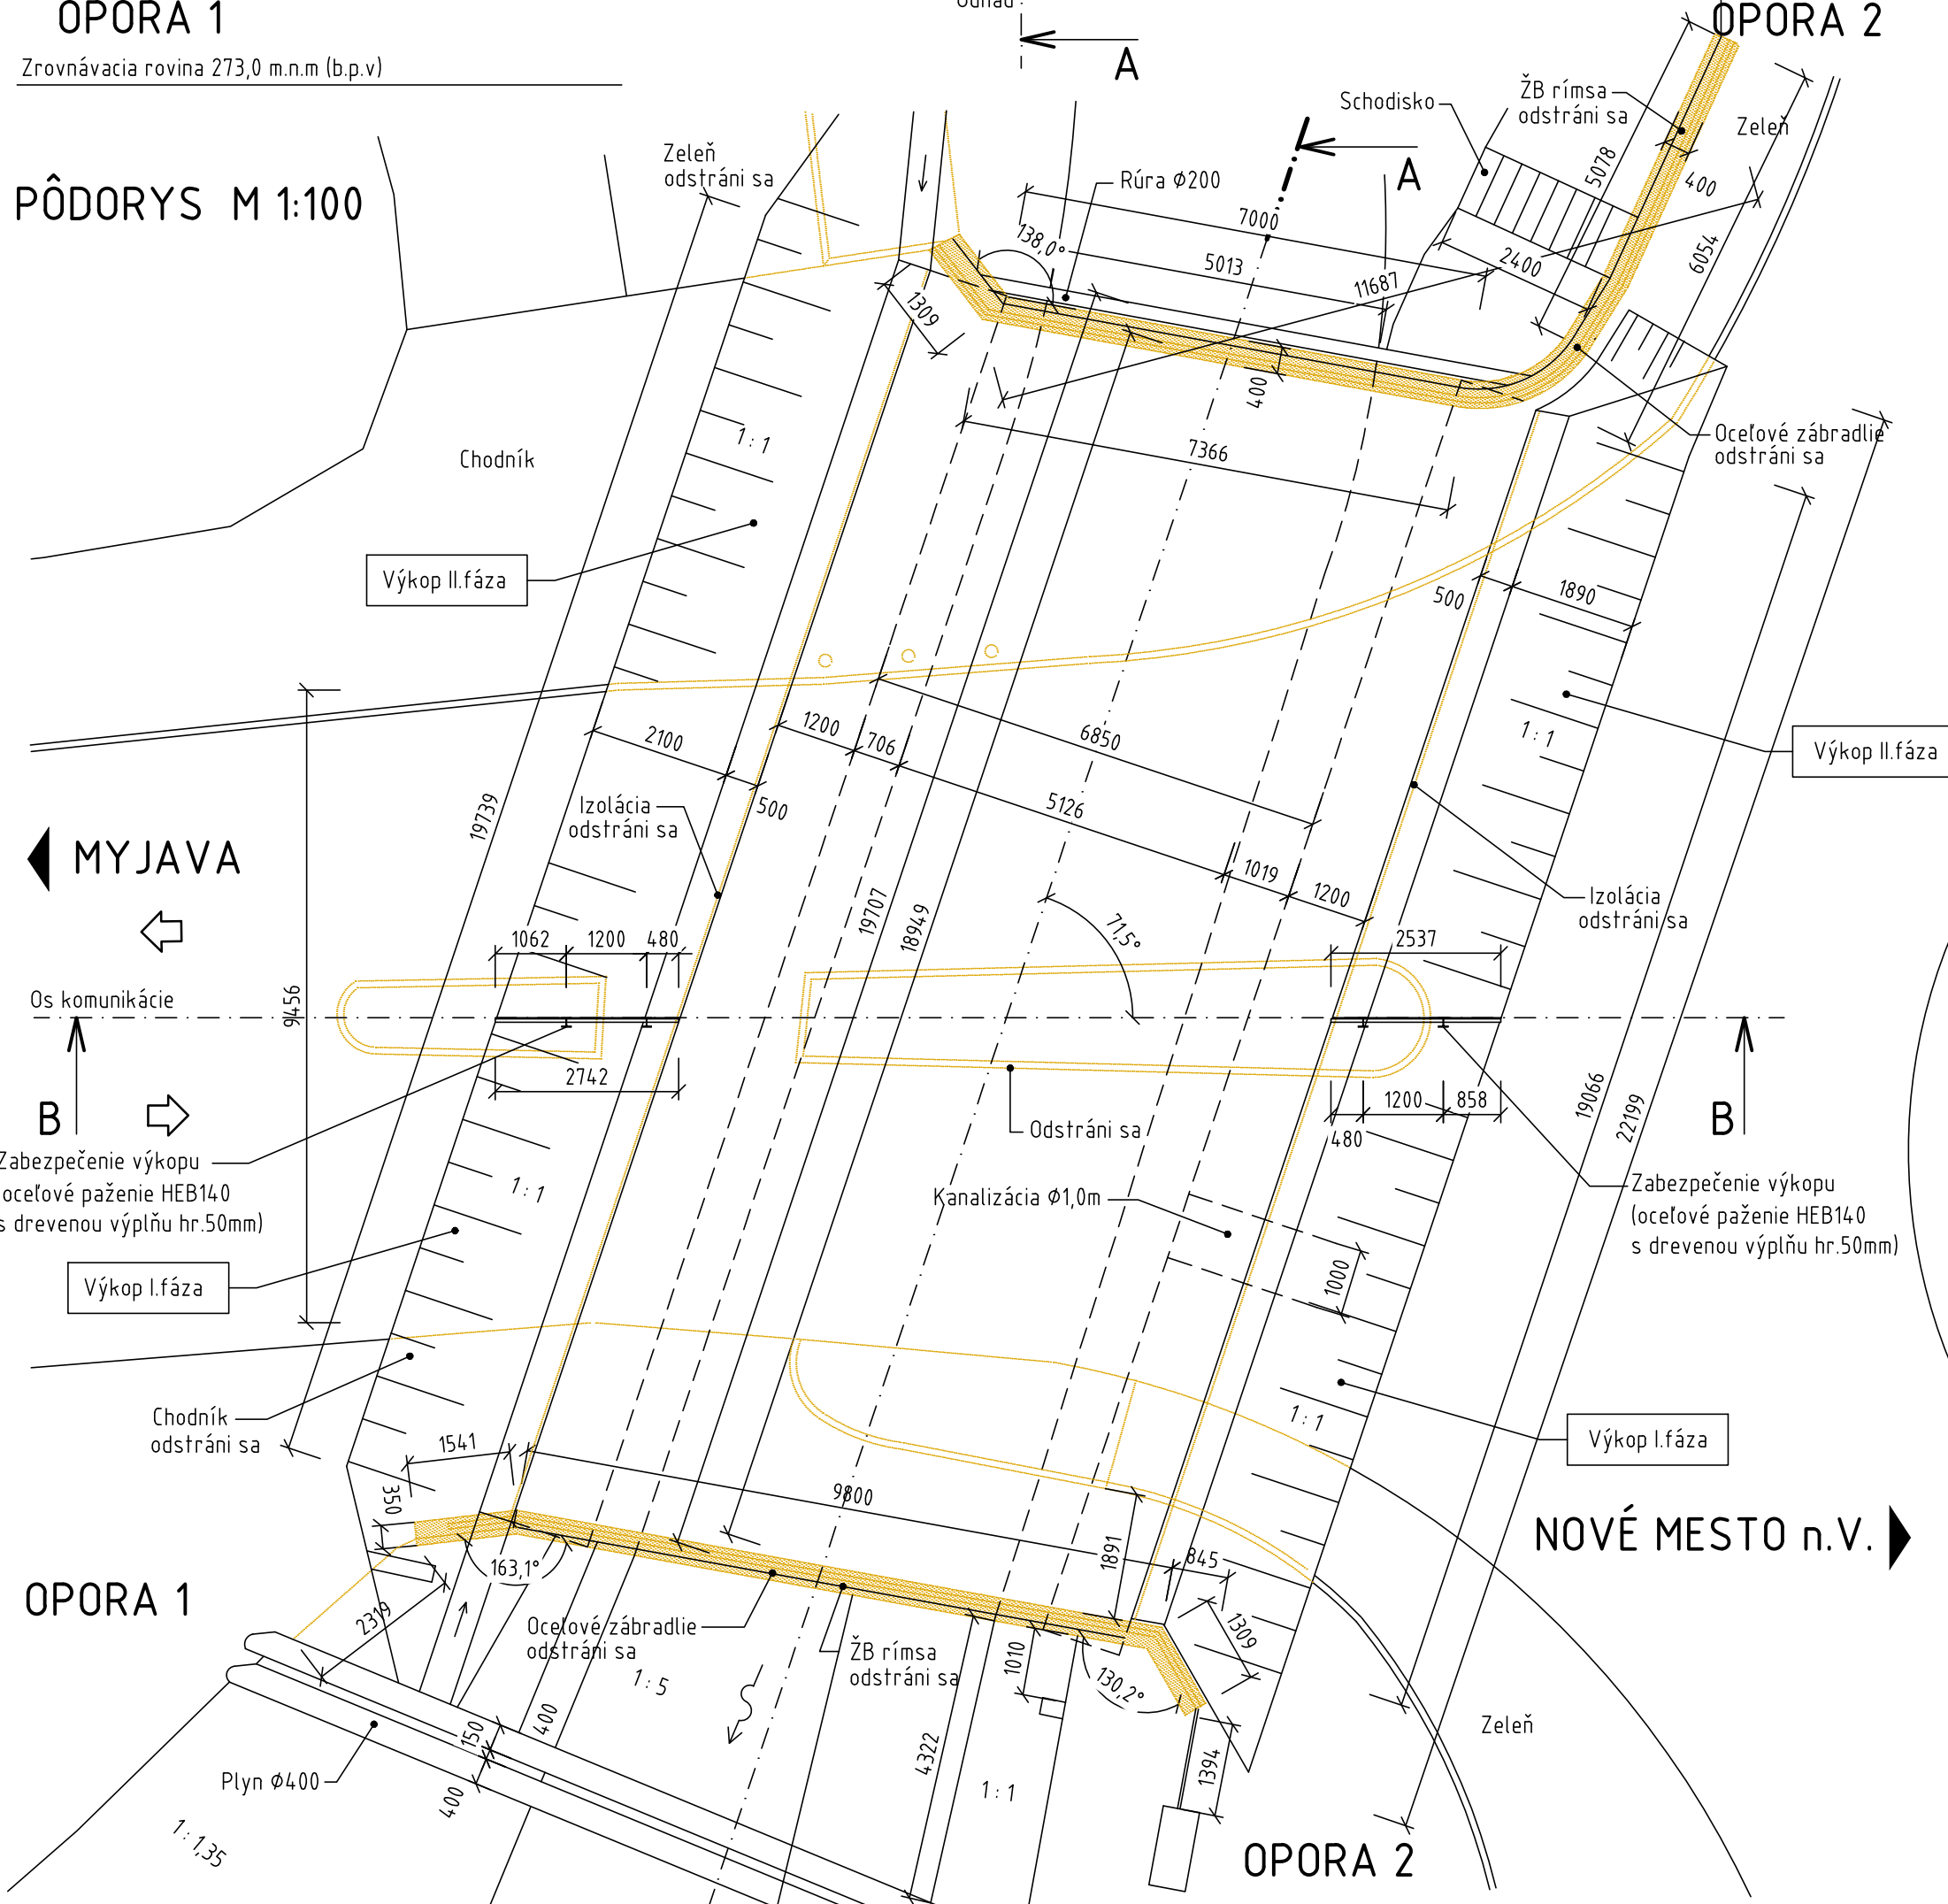 OPORA 1
Zrovnávacia rovina 273,0 m.n.m (b.p.v)
PÔDORYS M 1:100
A
A
OPORA 2
Schodisko
ŽB rímsa
odstráni sa
Zeleň
Zeleň
odstráni sa
Rúra Φ200
5078
400
6054
7000
138,0°
5013
11687
2400
1309
400
7366
Oceľové zábradlie
odstráni sa
1:1
Chodník
Výkop II.fáza
500
1890
1200
706
6850
2100
500
5126
1:1
Výkop II.fáza
19739
Izolácia
odstráni sa
MYJAVA
19707
18949
1019
1200
71,5°
Izolácia
odstráni sa
1062
1200
480
2537
Os komunikácie
9456
2742
B
B
1200
858
480
19066
22199
Odstráni sa
Zabezpečenie výkopu
oceľové paženie HEB140
s drevenou výplňu hr.50mm)
1:1
Kanalizácia Φ1,0m
Zabezpečenie výkopu
(oceľové paženie HEB140
s drevenou výplňu hr.50mm)
1000
Výkop I.fáza
Chodník
odstráni sa
1:1
Výkop I.fáza
1541
350
9800
1891
845
NOVÉ MESTO n.V.
163,1°
OPORA 1
2319
Oceľové zábradlie
odstráni sa
ŽB rímsa
odstráni sa
1:5
1010
130,2°
1309
Zeleň
150
400
400
4322
1:1
1394
Plyn Φ400
1:1,35
OPORA 2